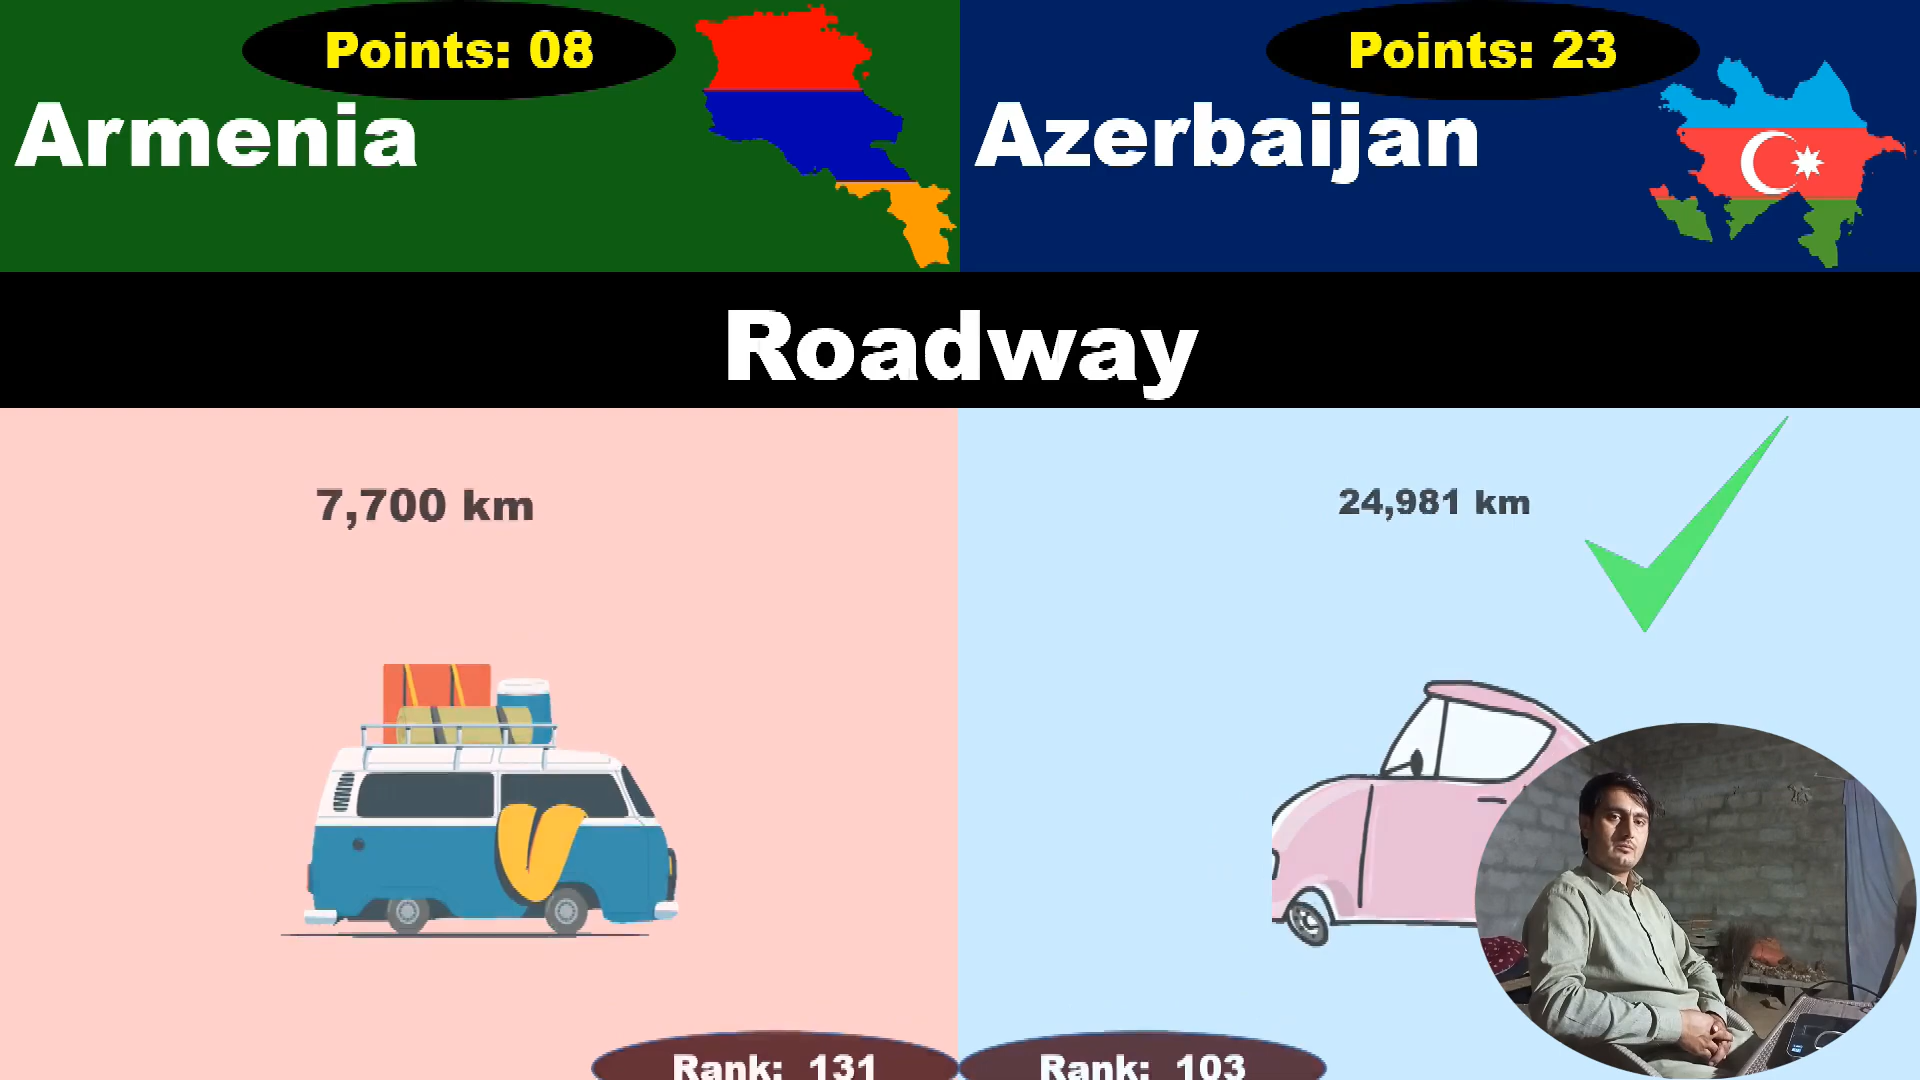 Points: 08
Armenia
Points: 23
Azerbaijan
Roadway
7,700 km
24,981 km
Rank: 131
Rank: 103